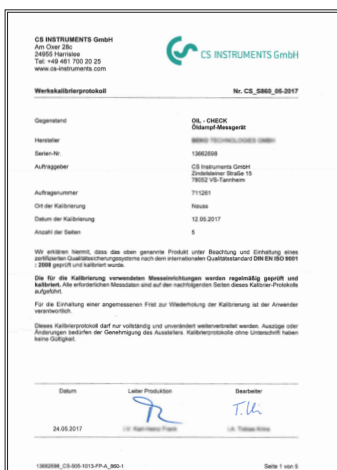 CS INSTRUMENTS GmbH
Am Oxer 28c
24955 Harrislee
Tel: +49 461 700 20 25
www.cs-instruments.com
CS INSTRUMENTS GmbH
Werkskalibrierprotokoll Nr. CS_S860_05-2017
Gegenstand OIL - CHECK
Öldampf-Messgerät
Hersteller
Serien-Nr. 13662698
Auftraggeber CS Instruments GmbH
Zindelsteiner Straße 15
78052 VS-Tannheim
Auftragsnummer 711261
Ort der Kalibrierung Neuss
Datum der Kalibrierung 12.05.2017
Anzahl der Seiten 5
Wir erklären hiermit, dass das oben genannte Produkt unter Beachtung und Einhaltung eines
zertifizierten Qualitätssicherungssystems nach dem internationalen Qualitätsstandard DIN EN ISO 9001
: 2008 geprüft und kalibriert wurde.
Die für die Kalibrierung verwendeten Messeinrichtungen werden regelmäßig geprüft und
kalibriert. Alle erforderlichen Messdaten sind auf den nachfolgenden Seiten dieses Kalibrier-Protokolls
aufgeführt.
Für die Einhaltung einer angemessenen Frist zur Wiederholung der Kalibrierung ist der Anwender
verantwortlich.
Dieses Kalibrierprotokoll darf nur vollständig und unverändert weiterverbreitet werden. Auszüge oder
Änderungen bedürfen der Genehmigung des Ausstellers. Kalibrierprotokolle ohne Unterschrift haben
keine Gültigkeit.
Datum Leiter Produktion Bearbeiter
24.05.2017
13662698_CS-505-1013-FP-A_860-1 Seite 1 von 5